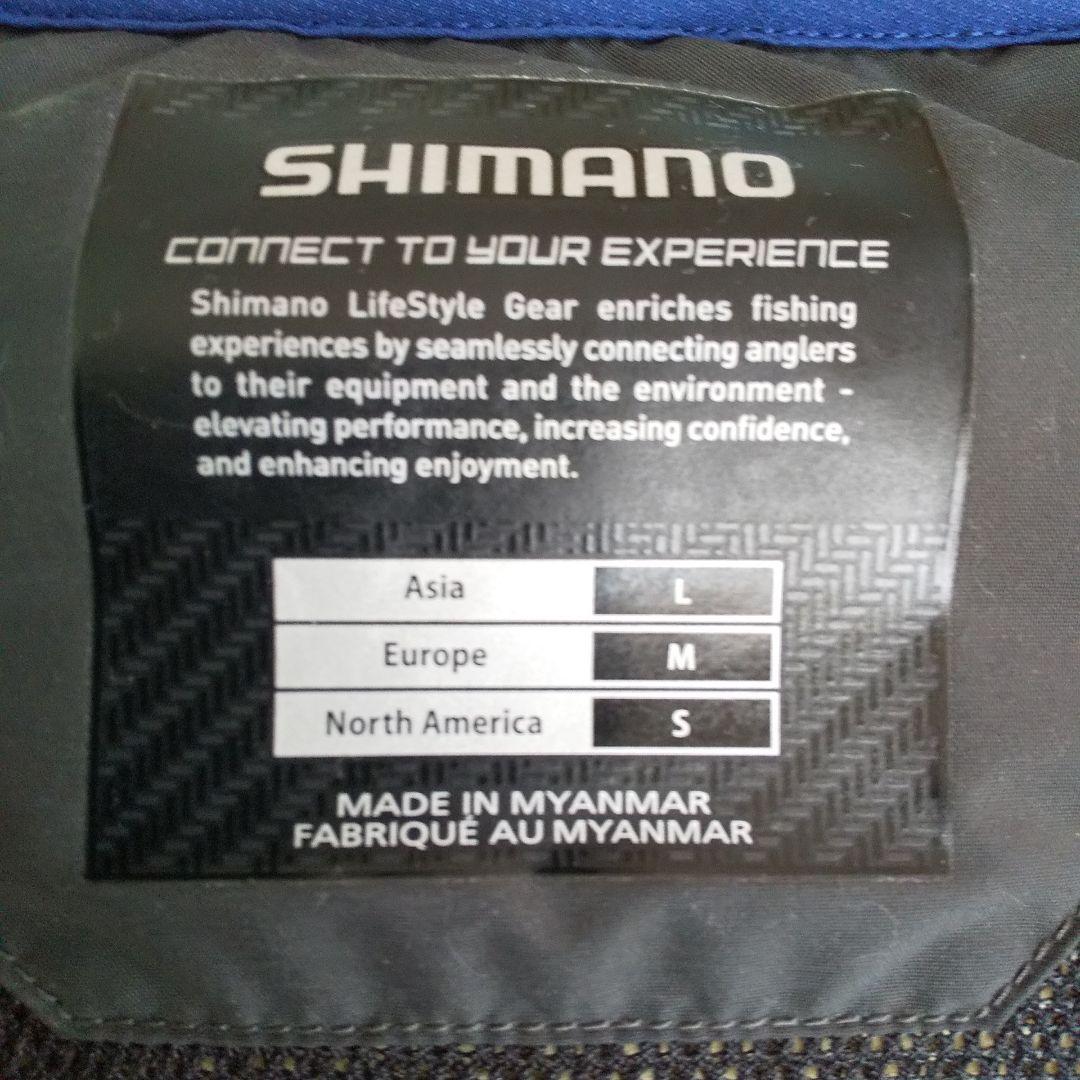 SHIMANO
CONNECT TO YOUR EXPERIENCE
Shimano LifeStyle Gear enriches fishing
experiences by seamlessly connecting anglers
to their equipment and the environment -
elevating performance, increasing confidence,
and enhancing enjoyment.
Asia L
Europe M
North America S
MADE IN MYANMAR
FABRIQUÉ AU MYANMAR